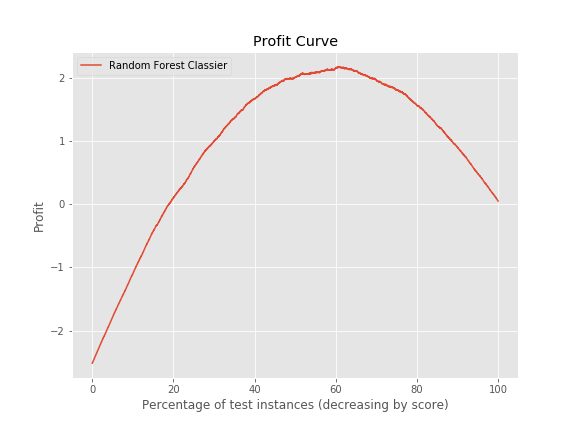 Profit Curve
Random Forest Classier
2
1
0
−1
−2
Profit
0 20 40 60 80 100
Percentage of test instances (decreasing by score)